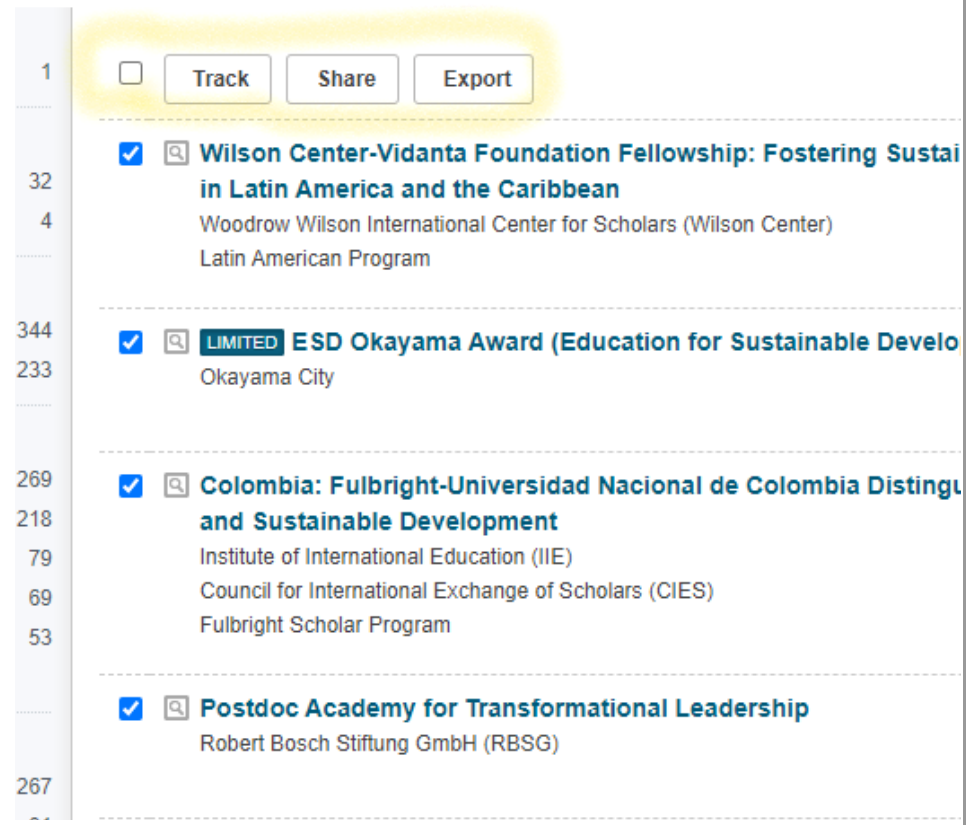 1
Track Share Export
Wilson Center-Vidanta Foundation Fellowship: Fostering Sustai
32
in Latin America and the Caribbean
4
Woodrow Wilson International Center for Scholars (Wilson Center)
Latin American Program
344
LIMITED ESD Okayama Award (Education for Sustainable Develo
233
Okayama City
269
Colombia: Fulbright-Universidad Nacional de Colombia Distingu
218
and Sustainable Development
79
Institute of International Education (IIE)
69
Council for International Exchange of Scholars (CIES)
53
Fulbright Scholar Program
Postdoc Academy for Transformational Leadership
Robert Bosch Stiftung GmbH (RBSG)
267